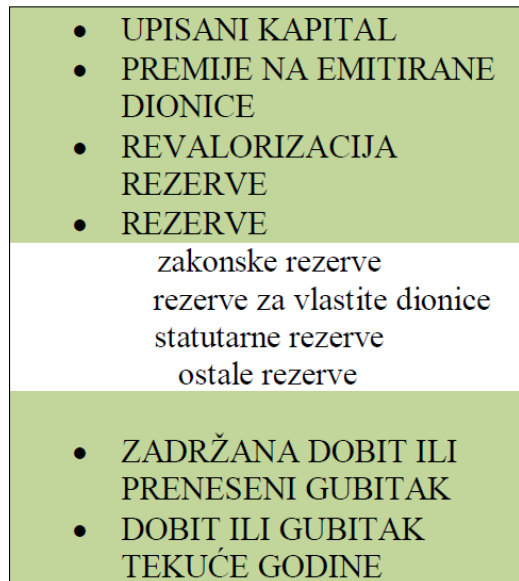 • UPISANI KAPITAL
• PREMIJE NA EMITIRANE
DIONICE
• REVALORIZACIJA
REZERVE
• REZERVE
zakonske rezerve
rezerve za vlastite dionice
statutarne rezerve
ostale rezerve
• ZADRŽANA DOBIT ILI
PRENESENI GUBITAK
• DOBIT ILI GUBITAK
TEKUĆE GODINE